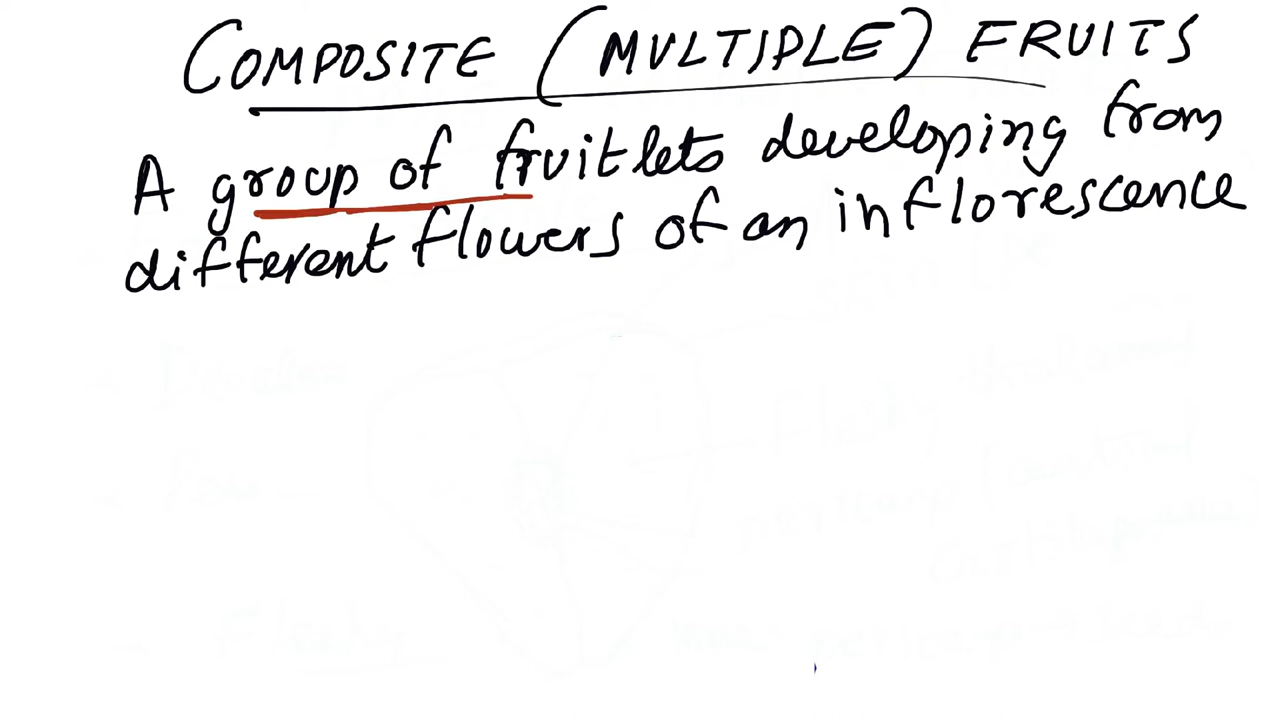 COMPOSITE (MULTIPLE) FRUITS
A group of fruitlets developing from
different flowers of an inflorescence